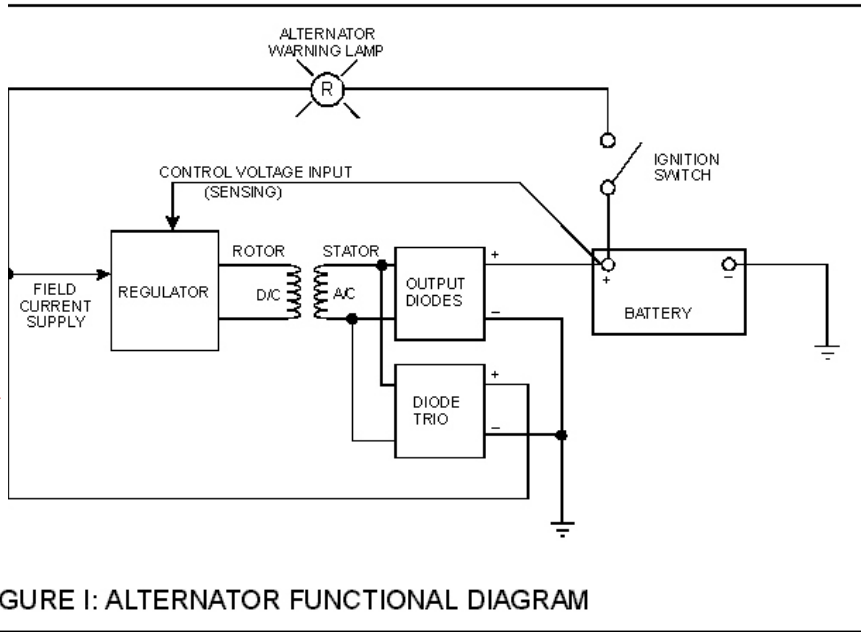 ALTERNATOR
WARNING LAMP
R
IGNITION
SWITCH
CONTROL VOLTAGE INPUT
(SENSING)
ROTOR
STATOR
+
FIELD
CURRENT
SUPPLY
REGULATOR
D/C
A/C
OUTPUT
DIODES
+
–
BATTERY
–
+
DIODE
TRIO
–
GURE I: ALTERNATOR FUNCTIONAL DIAGRAM